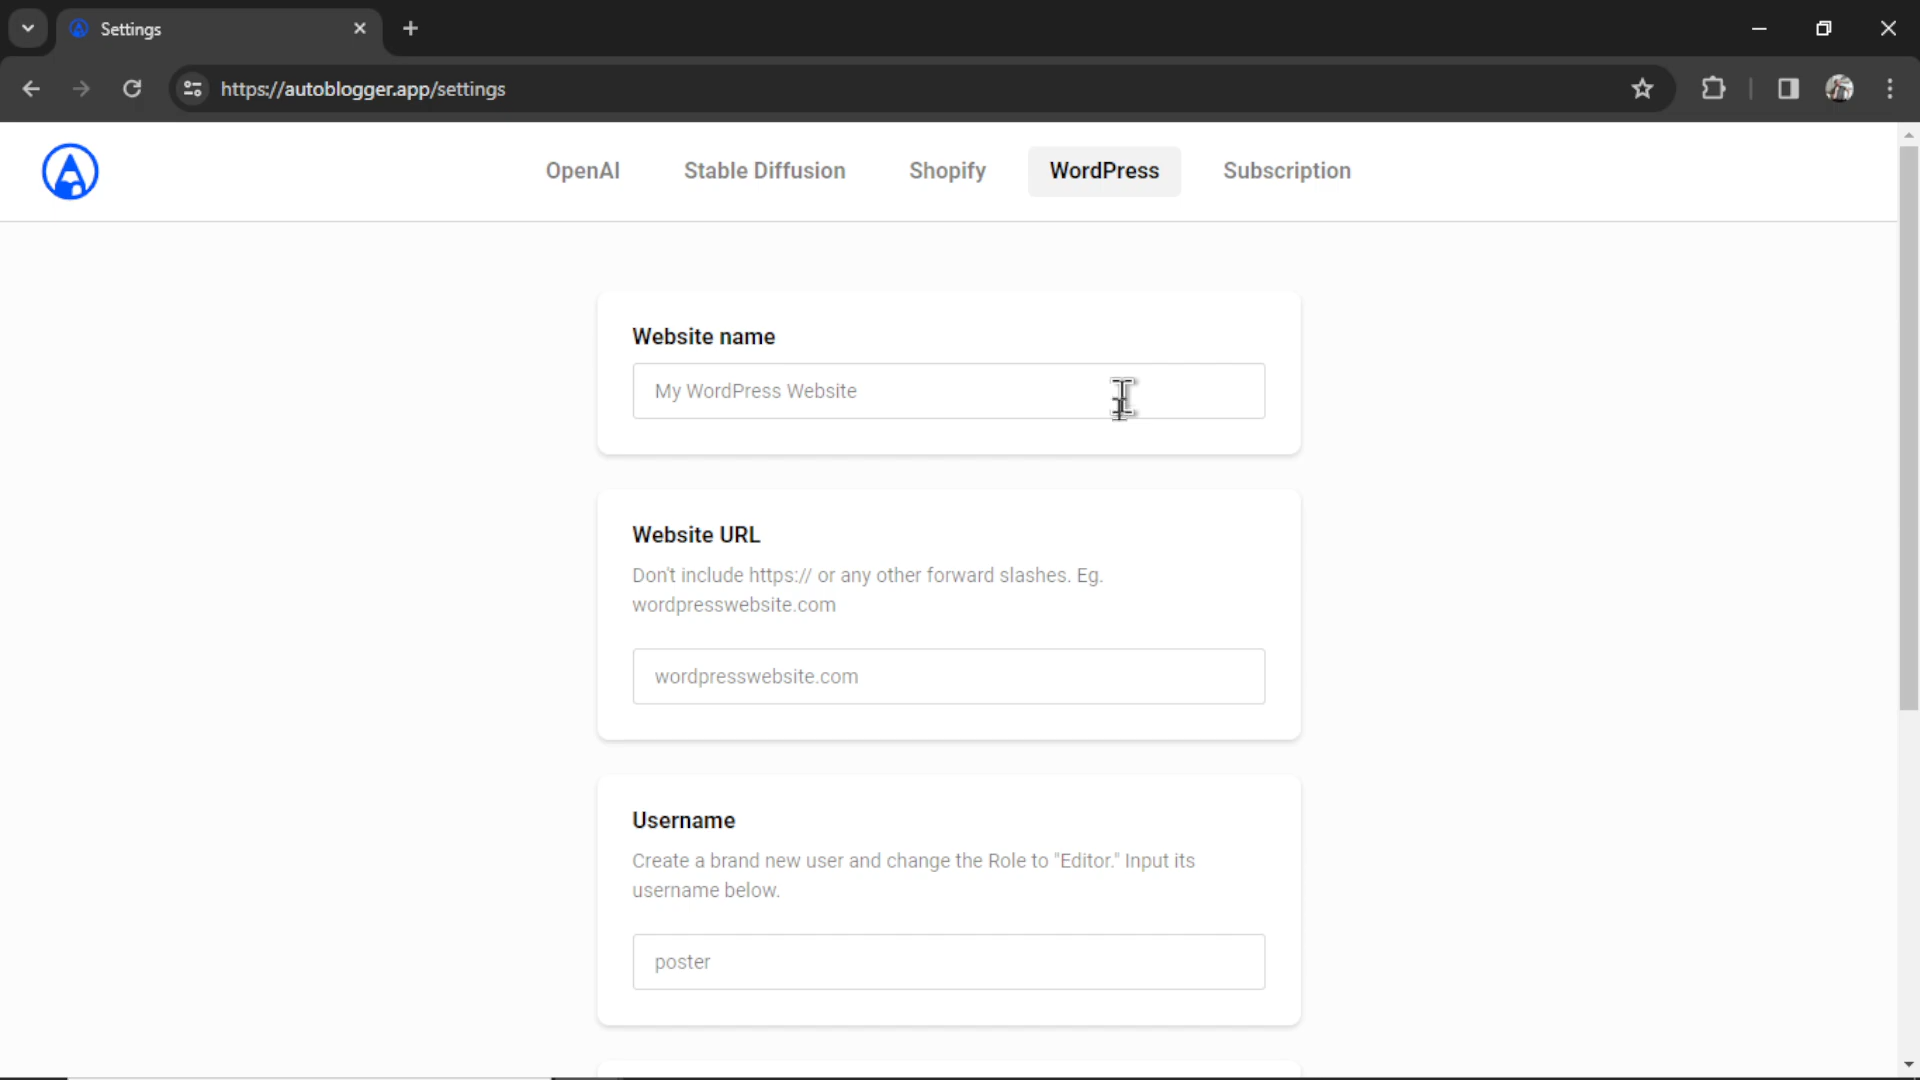 Settings
https://autoblogger.app/settings
OpenAI Stable Diffusion Shopify WordPress Subscription
Website name
My WordPress Website
Website URL
Don't include https:// or any other forward slashes. Eg.
wordpresswebsite.com
wordpresswebsite.com
Username
Create a brand new user and change the Role to "Editor." Input its
username below.
poster